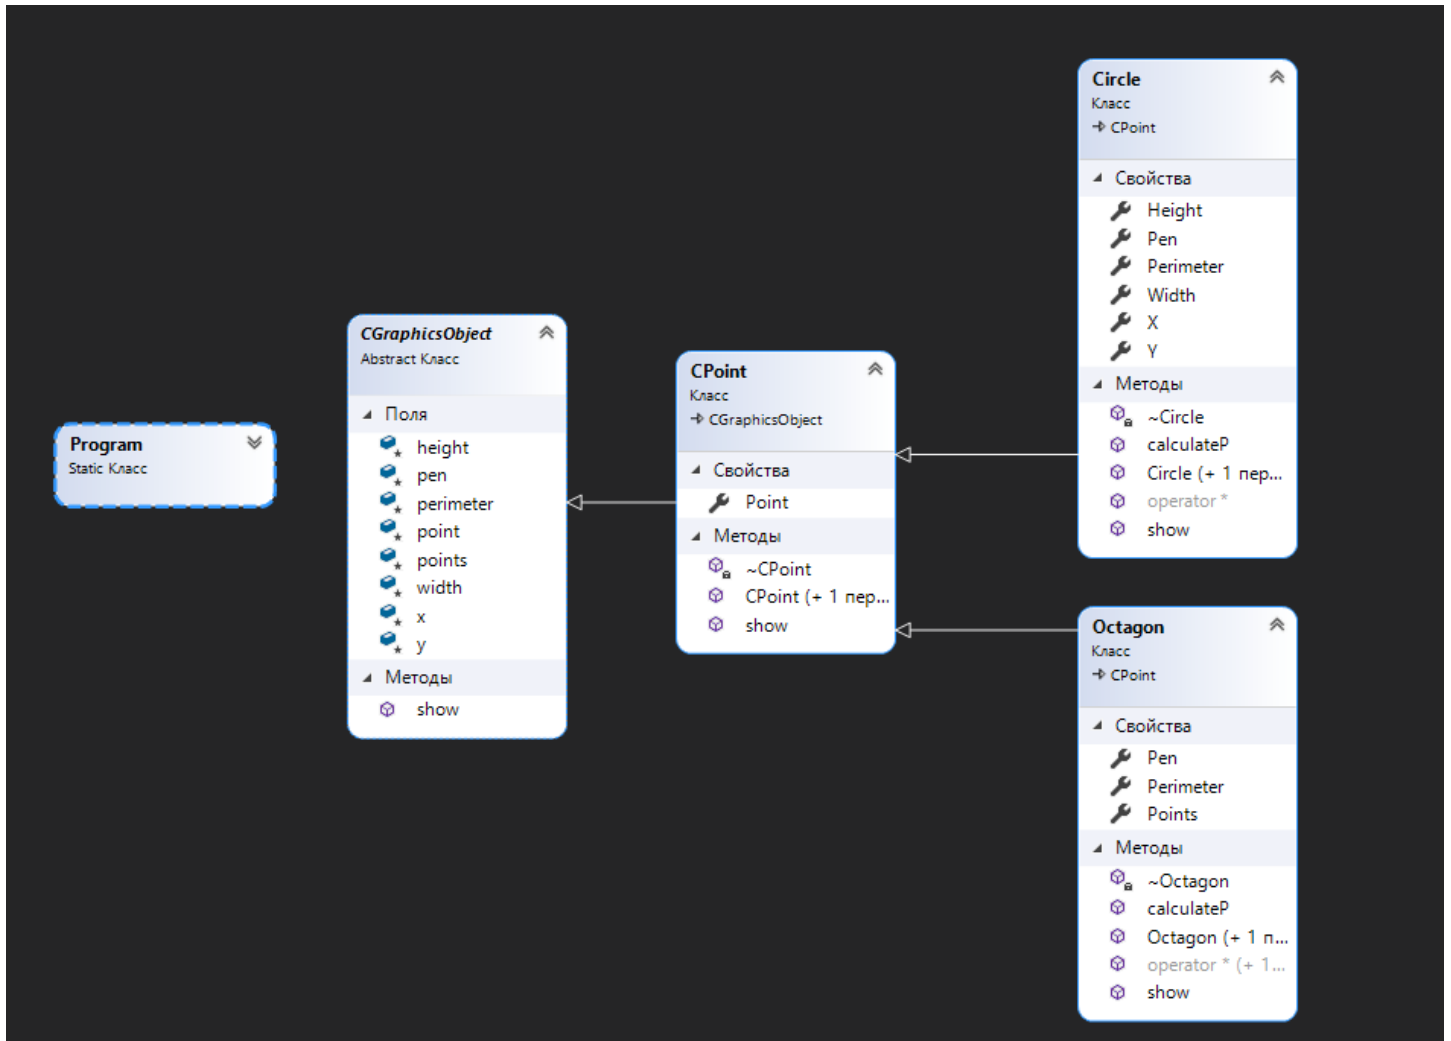 Program
Static Класс
CGraphicsObject
Abstract Класс
Поля
height
pen
perimeter
point
points
width
x
y
Методы
show
CPoint
Класс
CGraphicsObject
Свойства
Point
Методы
~CPoint
CPoint (+ 1 пер...
show
Circle
Класс
CPoint
Свойства
Height
Pen
Perimeter
Width
X
Y
Методы
~Circle
calculateP
Circle (+ 1 пер...
operator *
show
Octagon
Класс
CPoint
Свойства
Pen
Perimeter
Points
Методы
~Octagon
calculateP
Octagon (+ 1 п...
operator * (+ 1...
show